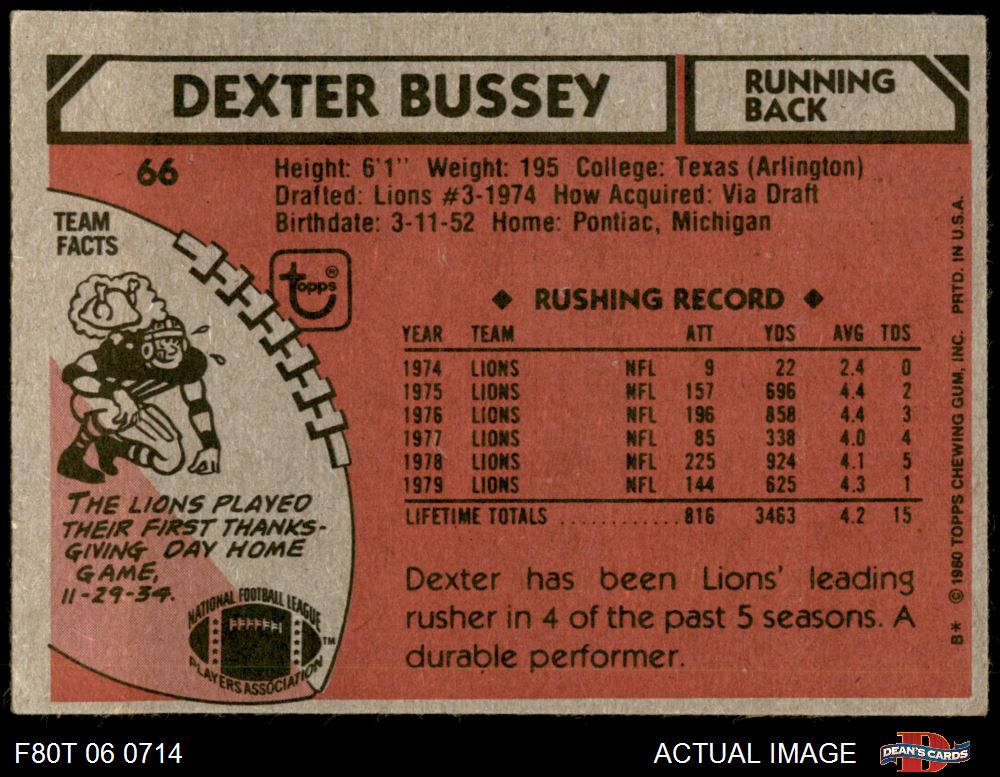 DEXTER BUSSEY
RUNNING
BACK
66
Height: 6'1" Weight: 195 College: Texas (Arlington)
Drafted: Lions #3-1974 How Acquired: Via Draft
Birthdate: 3-11-52 Home: Pontiac, Michigan
TEAM
FACTS
topps®
THE LIONS PLAYED
THEIR FIRST THANKS-
GIVING DAY HOME
GAME,
11-29-34.
NATIONAL FOOTBALL LEAGUE
PLAYERS ASSOCIATION
TM
◆ RUSHING RECORD ◆
YEAR TEAM ATT YDS AVG TDS
1974 LIONS NFL 9 22 2.4 0
1975 LIONS NFL 157 696 4.4 2
1976 LIONS NFL 196 858 4.4 3
1977 LIONS NFL 85 338 4.0 4
1978 LIONS NFL 225 924 4.1 5
1979 LIONS NFL 144 625 4.3 1
LIFETIME TOTALS ............ 816 3463 4.2 15
Dexter has been Lions' leading
rusher in 4 of the past 5 seasons. A
durable performer.
B* © 1980 TOPPS CHEWING GUM, INC. PRTD. IN U.S.A.
F80T 06 0714
ACTUAL IMAGE
DEAN'S CARDS